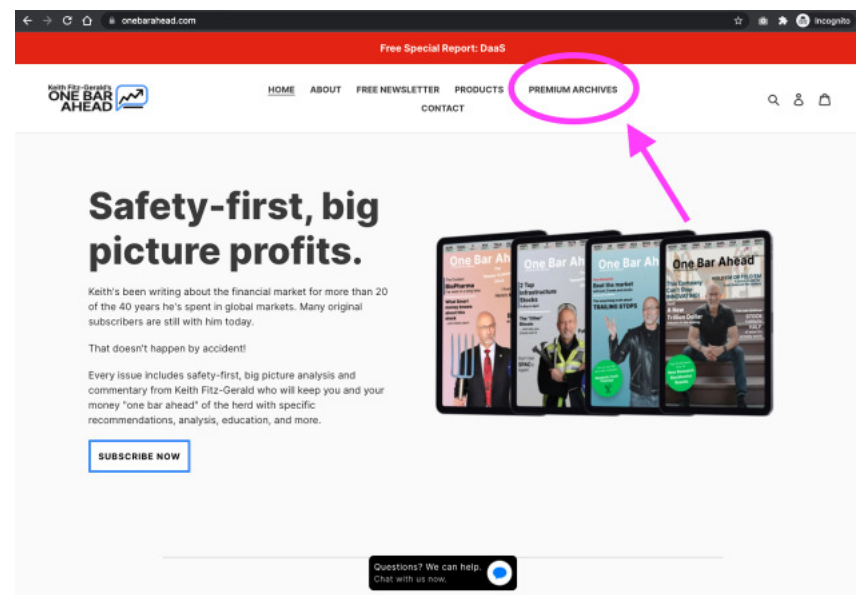 onebarahead.com
Incognito
Free Special Report: DaaS
Keith Fitz-Gerald's
ONE BAR
AHEAD
HOME ABOUT FREE NEWSLETTER PRODUCTS PREMIUM ARCHIVES
CONTACT
Safety-first, big
picture profits.
Keith's been writing about the financial market for more than 20
of the 40 years he's spent in global markets. Many original
subscribers are still with him today.
That doesn't happen by accident!
Every issue includes safety-first, big picture analysis and
commentary from Keith Fitz-Gerald who will keep you and your
money "one bar ahead" of the herd with specific
recommendations, analysis, education, and more.
SUBSCRIBE NOW
One Bar Ah
BioPharma
One Bar Ah
2 Top
Infrastructure
Stocks
The "Other"
One Bar Ah
Beat the market
TRAILING STOPS
One Bar Ahead
This Company
Can't Stop
INNOVATING!
A New
Trillion Dollar
Questions? We can help.
Chat with us now.